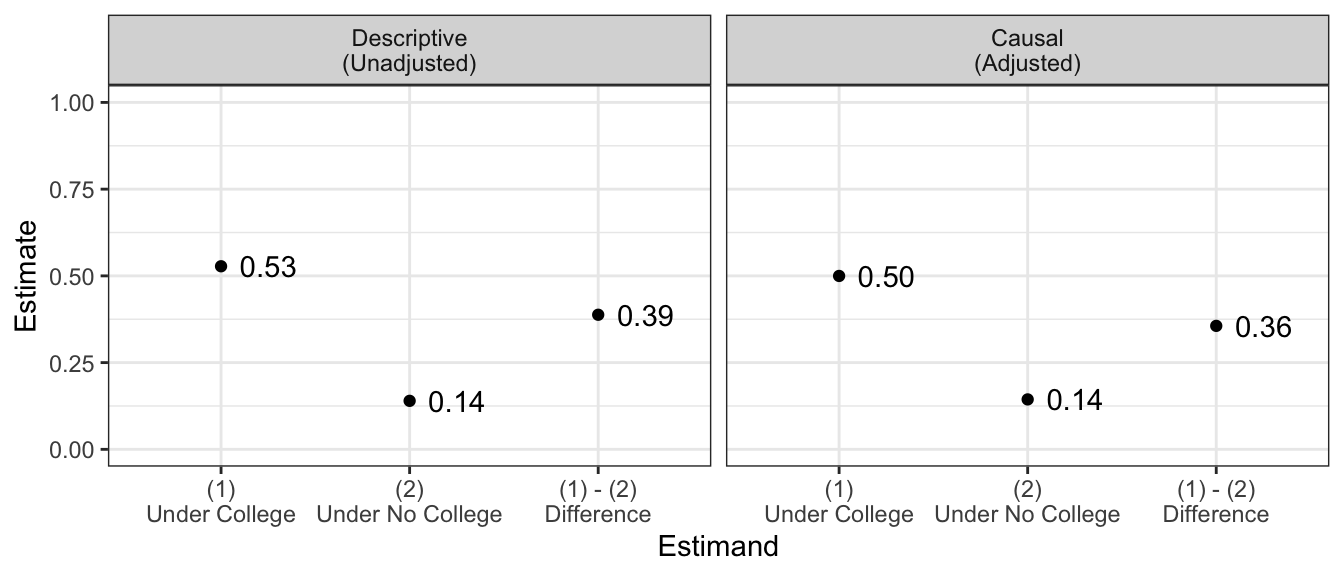 Descriptive
(Unadjusted)
Causal
(Adjusted)
Estimate
1.00
0.75
0.50
0.25
0.00
0.53
0.14
0.39
0.50
0.14
0.36
(1)
Under College
(2)
Under No College
(1) - (2)
Difference
(1)
Under College
(2)
Under No College
(1) - (2)
Difference
Estimand